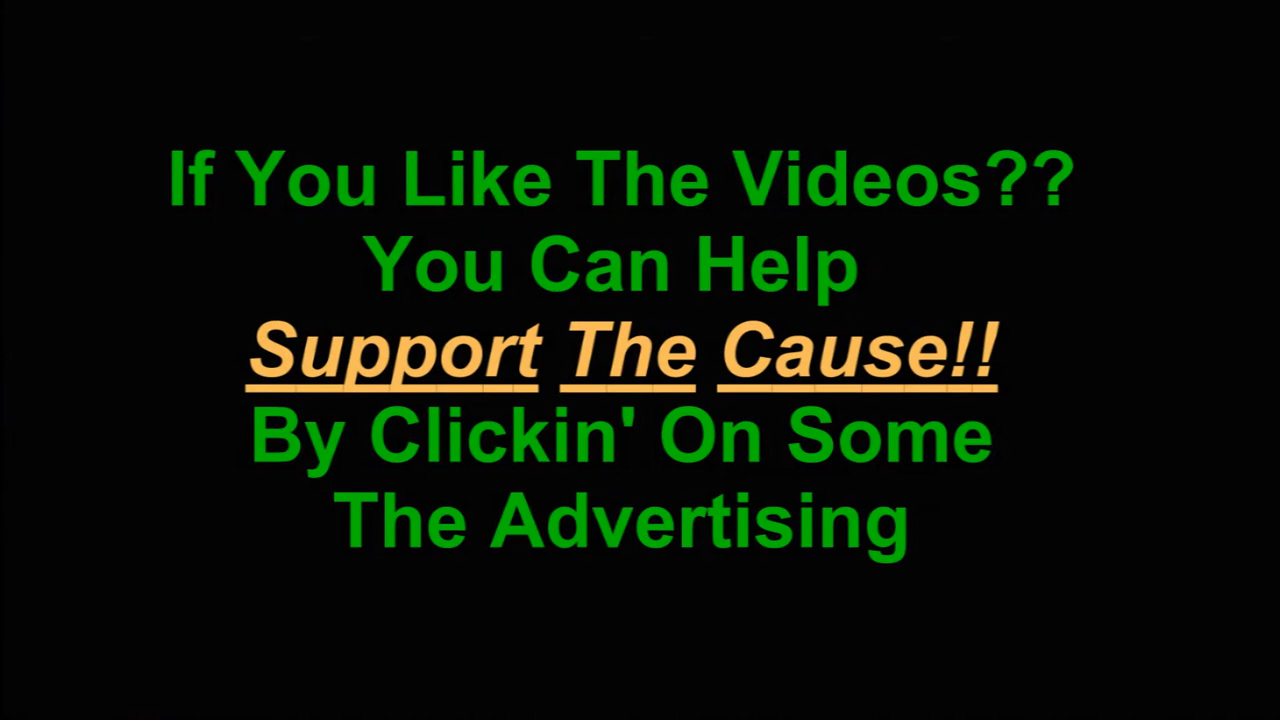 If You Like The Videos??
You Can Help
Support The Cause!!
By Clickin' On Some
The Advertising